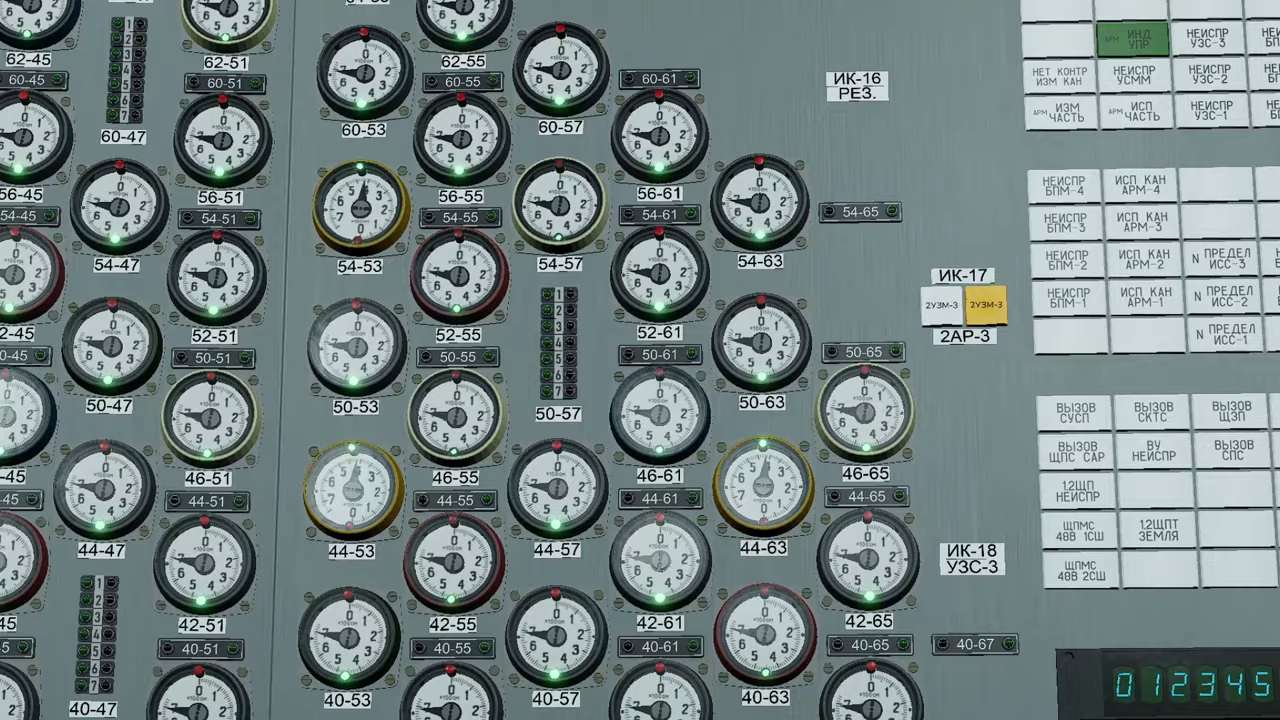 62-45
62-51
62-55
60-45
60-51
60-55
60-61
60-47
60-53
60-57
56-45
56-51
56-55
56-61
54-45
54-51
54-55
54-61
54-65
54-47
54-53
54-57
54-63
52-51
52-55
52-61
50-51
50-55
50-61
50-65
50-47
50-53
50-57
50-63
46-51
46-55
46-61
46-65
44-51
44-55
44-61
44-65
44-47
44-53
44-57
44-63
42-51
42-55
42-61
42-65
40-51
40-55
40-61
40-65
40-67
40-47
40-53
40-57
40-63
1
2
3
4
5
6
7
ИК-16
РЕЗ.
ИК-17
2УЗМ-3
2УЗМ-3
2АР-3
ИК-18
УЗС-3
АРМ ИНД
УПР
НЕИСПР
УЗС-3
НЕТ КОНТР
ИЗМ КАН
НЕИСПР
УСММ
НЕИСПР
УЗС-2
АРМ ИЗМ
ЧАСТЬ
АРМ ИСП
ЧАСТЬ
НЕИСПР
УЗС-1
НЕИСПР
БПМ-4
ИСП КАН
АРМ-4
НЕИСПР
БПМ-3
ИСП КАН
АРМ-3
НЕИСПР
БПМ-2
ИСП КАН
АРМ-2
N ПРЕДЕЛ
ИСС-3
НЕИСПР
БПМ-1
ИСП КАН
АРМ-1
N ПРЕДЕЛ
ИСС-2
N ПРЕДЕЛ
ИСС-1
ВЫЗОВ
СУСП
ВЫЗОВ
СКТС
ВЫЗОВ
ЩЗП
ВЫЗОВ
ЩПС САР
ВУ
НЕИСПР
ВЫЗОВ
СПС
12ЩП
НЕИСПР
ЩПМС
48В 1СШ
12ЩПТ
ЗЕМЛЯ
ЩПМС
48В 2СШ
012345